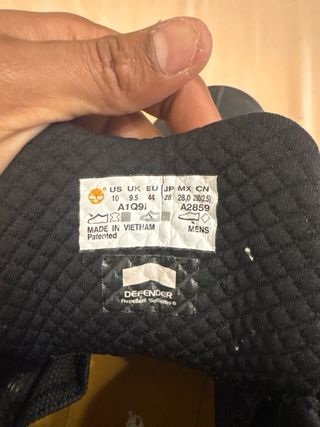 US UK EU JP MX CN
10 9.5 44 28 28.0 280(2.5)
A1Q9I A2859
MADE IN VIETNAM MENS
Patented
DEFENDER
Repellent Systems®